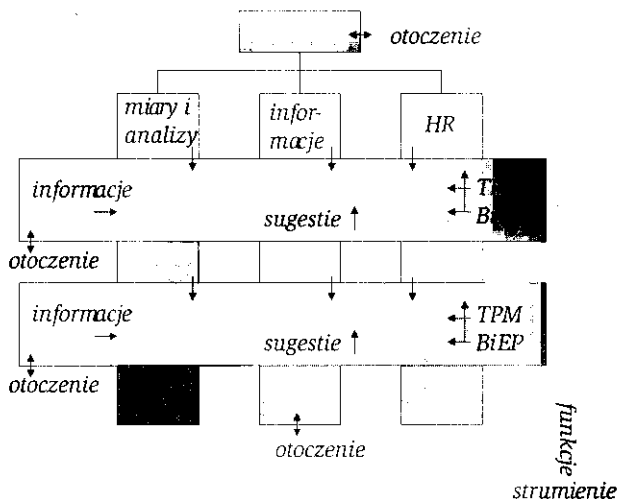 otoczenie
miary i
analizy
infor-
macje
HR
informacje
sugestie
otoczenie
informacje
TPM
sugestie
BiEP
otoczenie
otoczenie
funkcje
strumienie